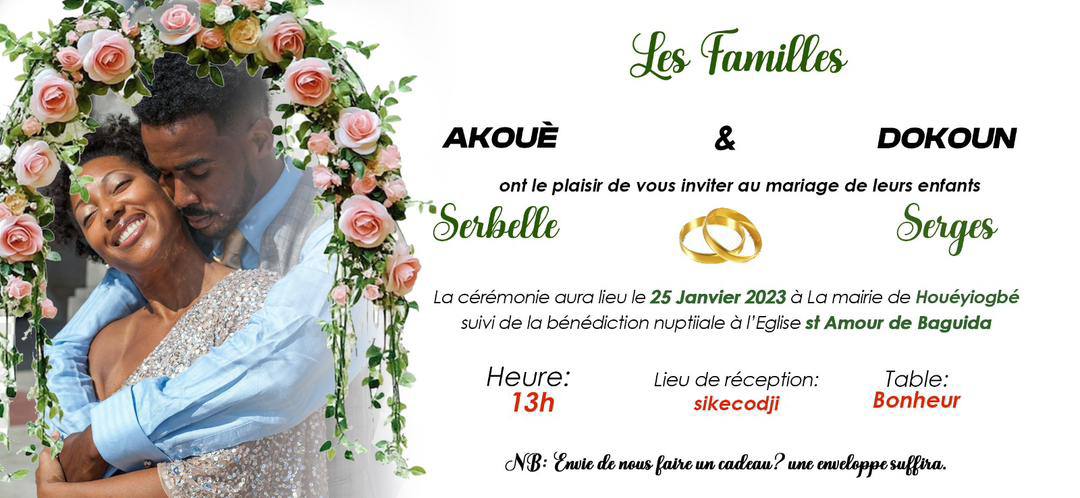 Les Familles
AKOUÈ & DOKOUN
ont le plaisir de vous inviter au mariage de leurs enfants
Serbelle Serges
La cérémonie aura lieu le 25 Janvier 2023 à La mairie de Houéyiogbé
suivi de la bénédiction nuptiiale à l'Eglise st Amour de Baguida
Heure: Lieu de réception: Table:
13h sikecodji Bonheur
NB: Envie de nous faire un cadeau? une enveloppe suffira.